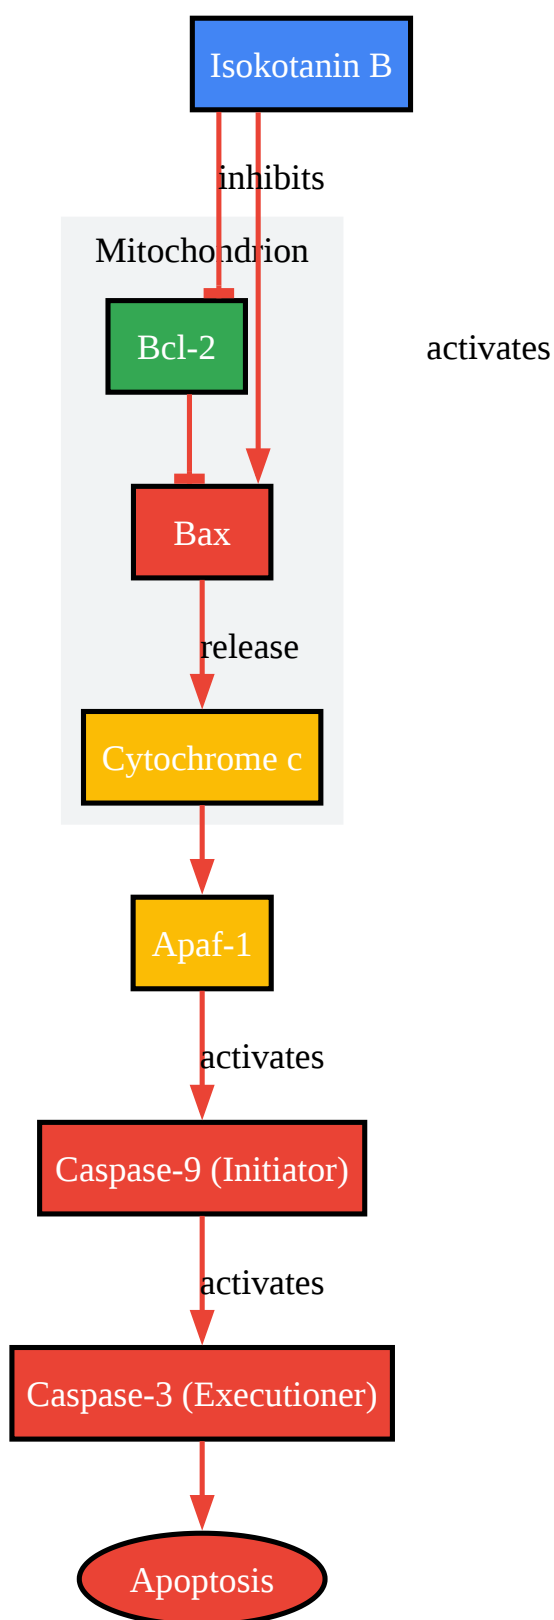 Isokotanin B
inhibits
Mitochondrion
Bcl-2
activates
Bax
release
Cytochrome c
Apaf-1
activates
Caspase-9 (Initiator)
activates
Caspase-3 (Executioner)
Apoptosis